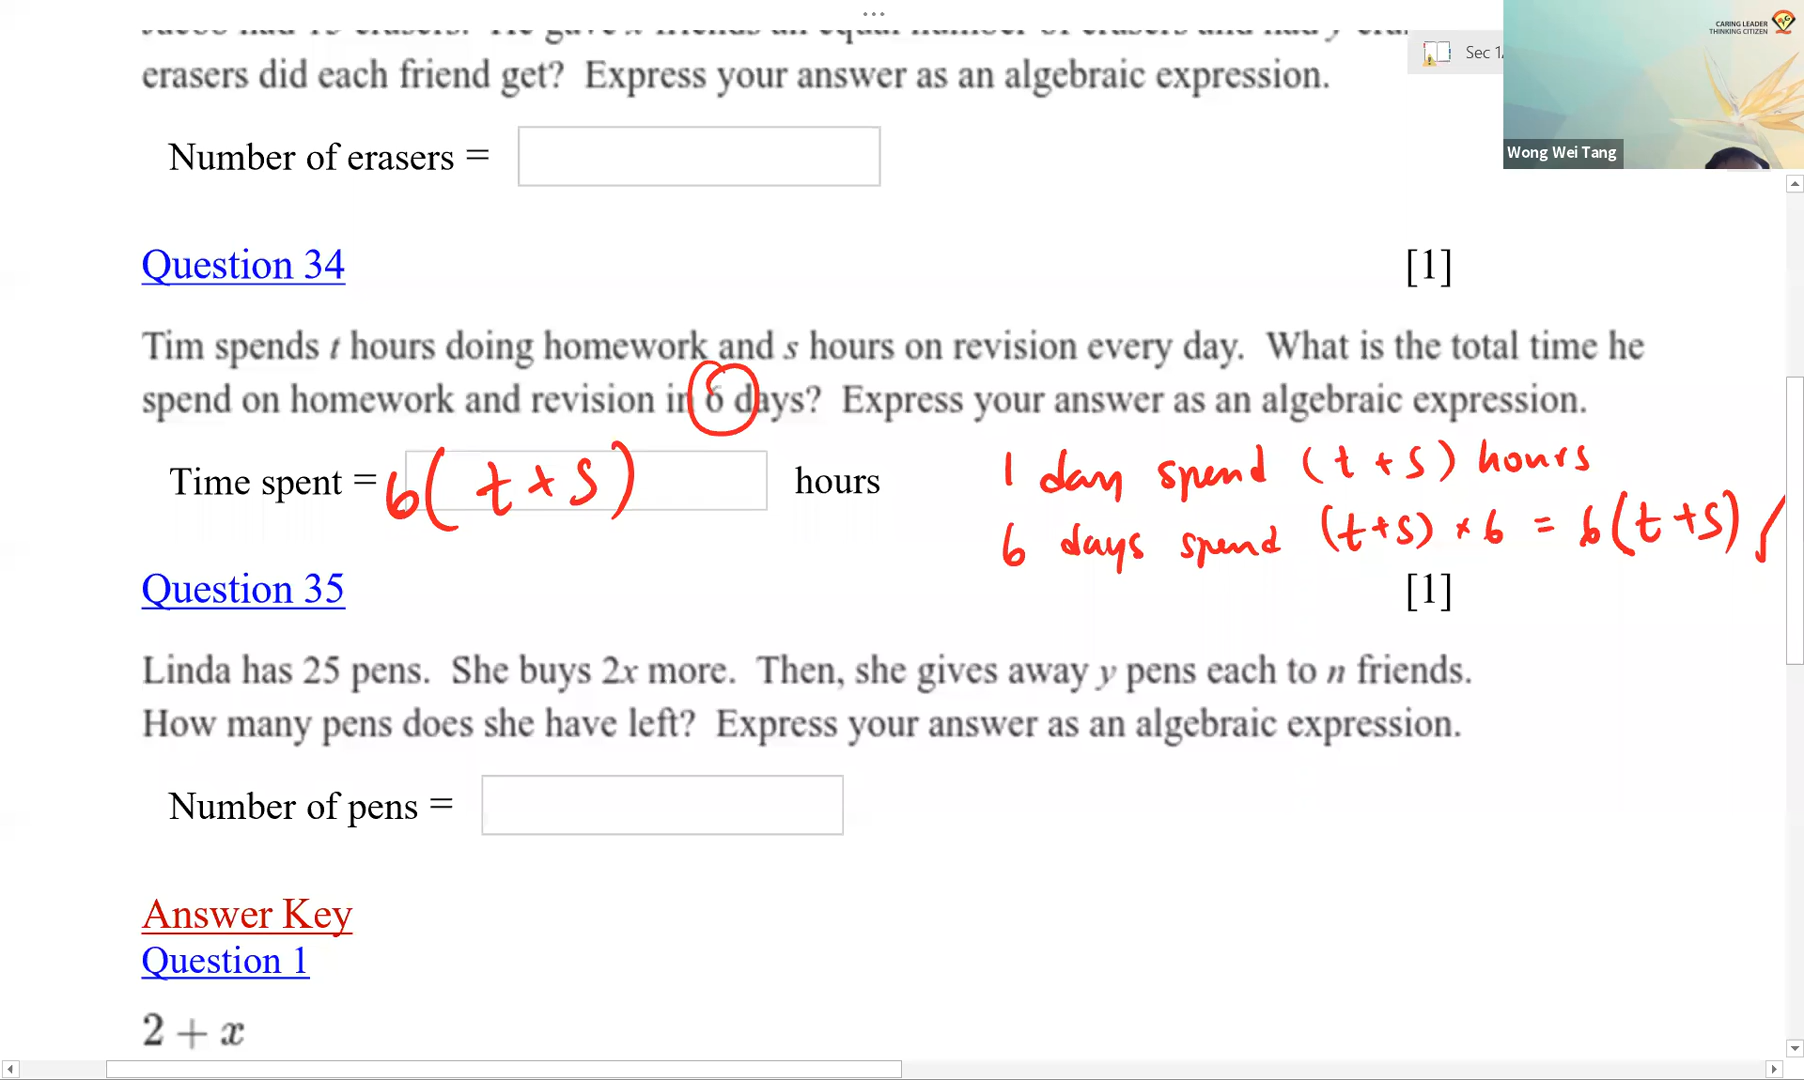 ...
CARING LEADER
THINKING CITIZEN
Sec 1
erasers did each friend get? Express your answer as an algebraic expression.
Wong Wei Tang
Number of erasers =
Question 34 [1]
Tim spends t hours doing homework and s hours on revision every day. What is the total time he
spend on homework and revision in 6 days? Express your answer as an algebraic expression.
Time spent = 6(t+s) hours
1 day spend (t+s) hours
6 days spend (t+s) × 6 = 6(t+s)
Question 35 [1]
Linda has 25 pens. She buys 2x more. Then, she gives away y pens each to n friends.
How many pens does she have left? Express your answer as an algebraic expression.
Number of pens =
Answer Key
Question 1
2 + x